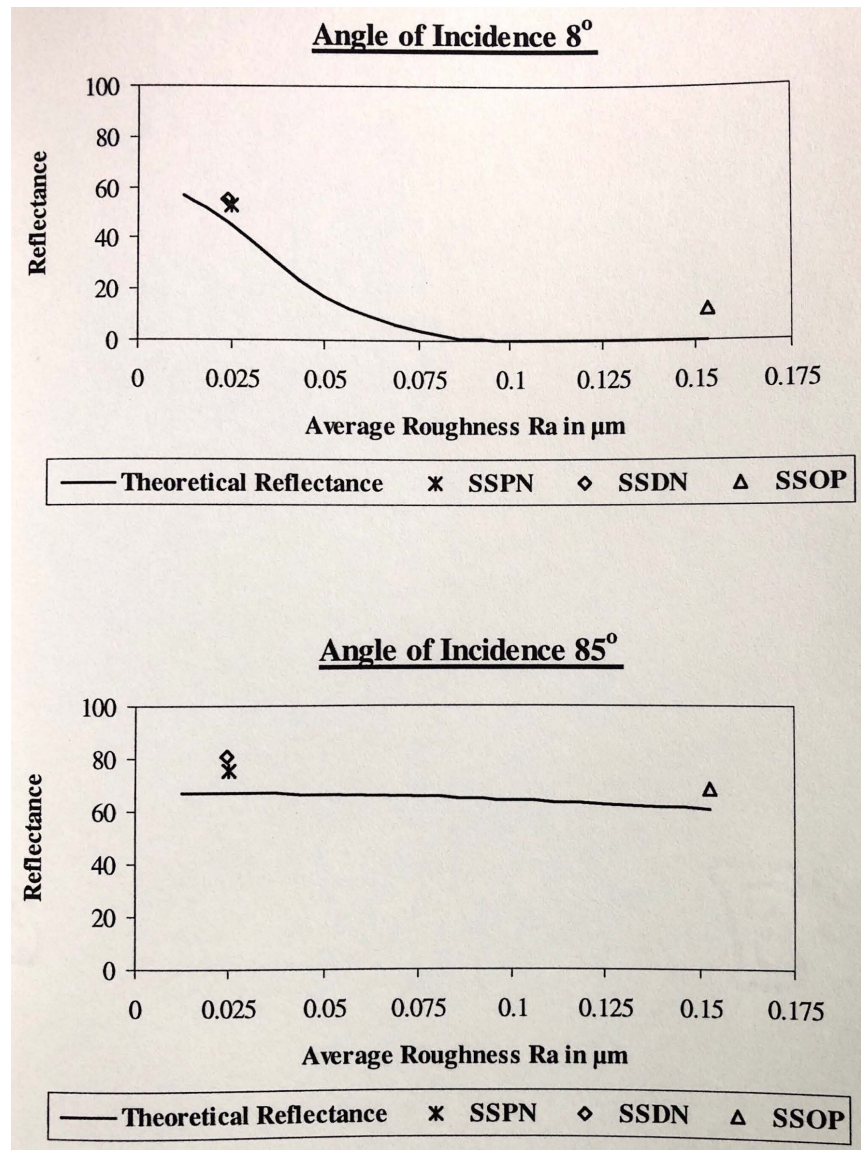 Angle of Incidence 8°
100
80
60
40
20
0
Reflectance
0 0.025 0.05 0.075 0.1 0.125 0.15 0.175
Average Roughness Ra in µm
Theoretical Reflectance SSPN SSDN SSOP
Angle of Incidence 85°
100
80
60
40
20
0
Reflectance
0 0.025 0.05 0.075 0.1 0.125 0.15 0.175
Average Roughness Ra in µm
Theoretical Reflectance SSPN SSDN SSOP